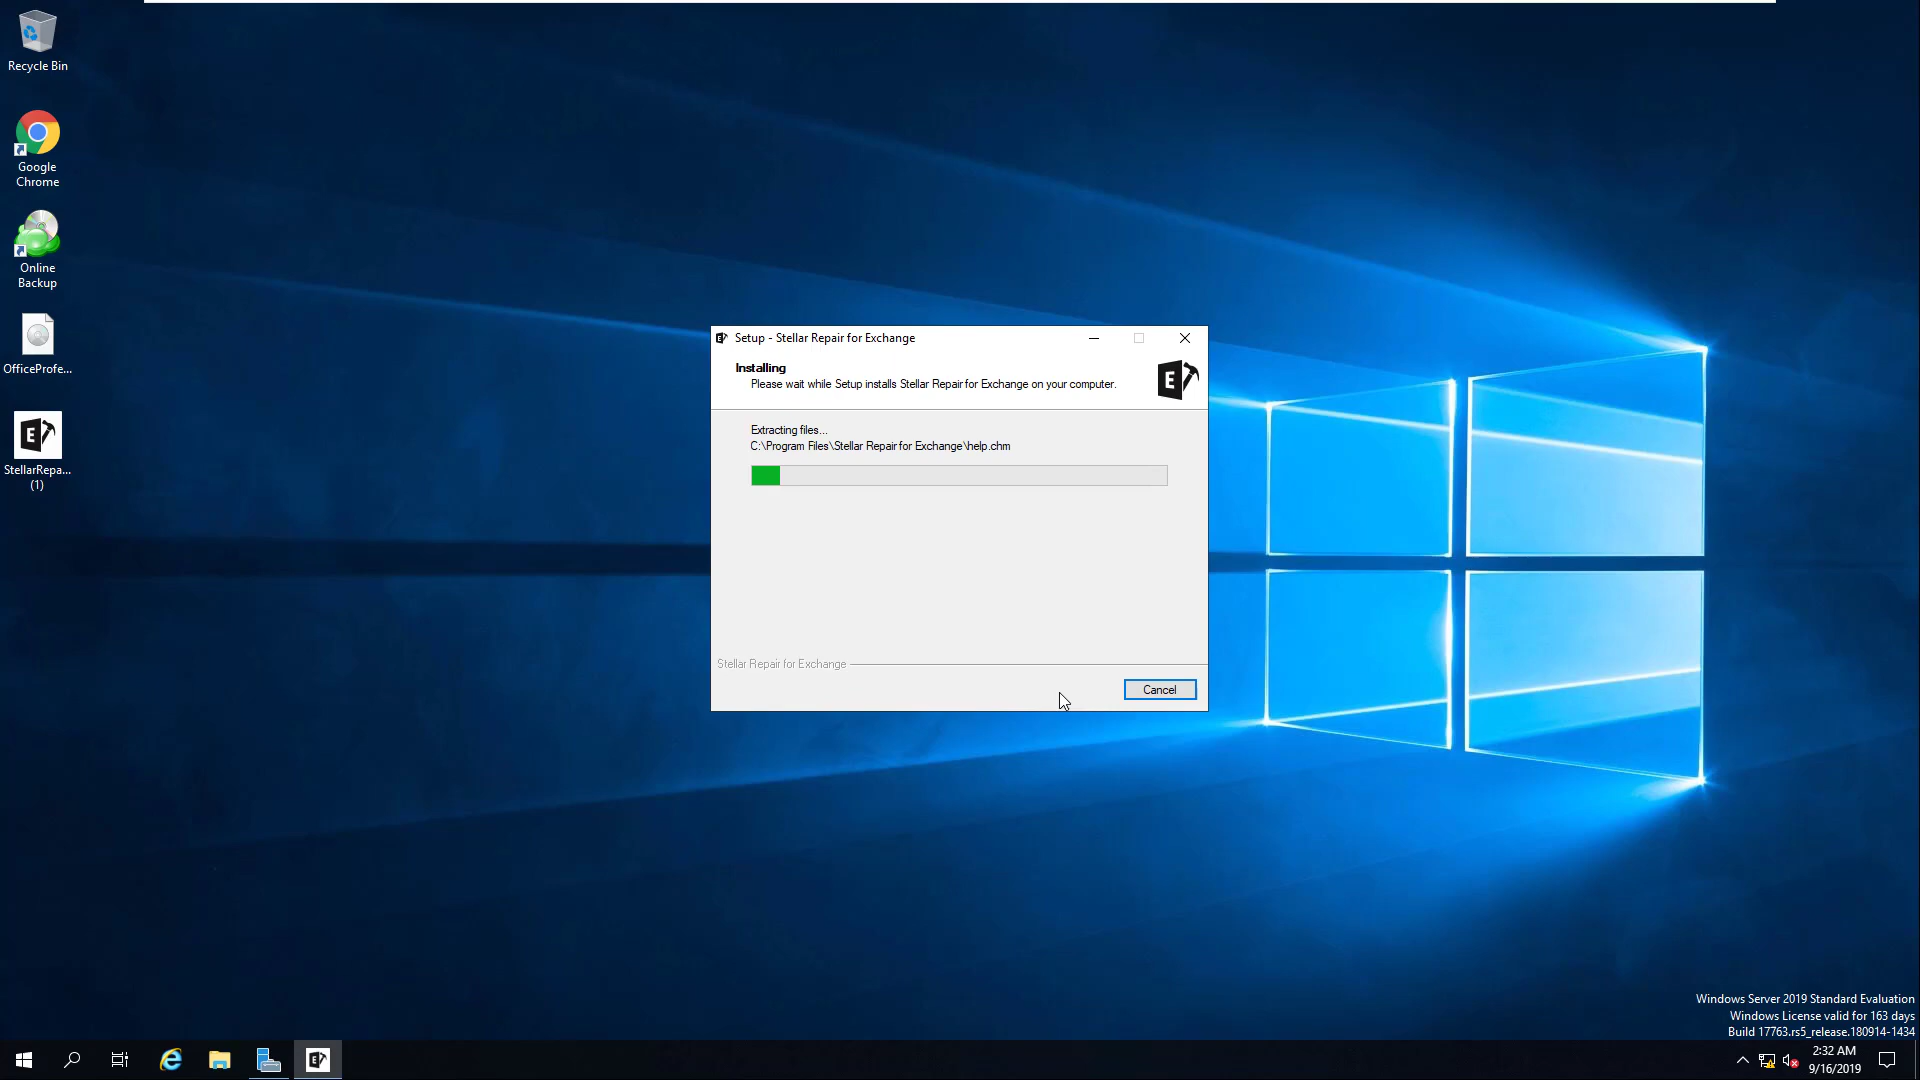 Recycle Bin
Google
Chrome
Online
Backup
OfficeProfe...
StellarRepa...
(1)
Setup - Stellar Repair for Exchange
Installing
Please wait while Setup installs Stellar Repair for Exchange on your computer.
E
Extracting files...
C:\Program Files\Stellar Repair for Exchange\help.chm
Stellar Repair for Exchange
Cancel
Windows Server 2019 Standard Evaluation
Windows License valid for 163 days
Build 17763.rs5_release.180914-1434
2:32 AM
9/16/2019